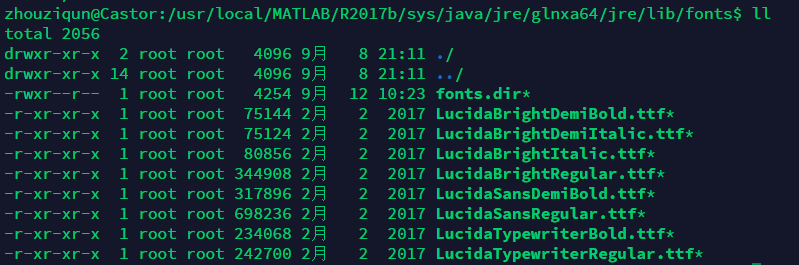 zhouziqun@Castor:/usr/local/MATLAB/R2017b/sys/java/jre/glnxa64/jre/lib/fonts$ ll
total 2056
drwxr-xr-x  2 root root   4096 9月   8 21:11 ./
drwxr-xr-x 14 root root   4096 9月   8 21:11 ../
-rwxr--r--  1 root root   4254 9月  12 10:23 fonts.dir*
-r-xr-xr-x  1 root root  75144 2月   2  2017 LucidaBrightDemiBold.ttf*
-r-xr-xr-x  1 root root  75124 2月   2  2017 LucidaBrightDemiItalic.ttf*
-r-xr-xr-x  1 root root  80856 2月   2  2017 LucidaBrightItalic.ttf*
-r-xr-xr-x  1 root root 344908 2月   2  2017 LucidaBrightRegular.ttf*
-r-xr-xr-x  1 root root 317896 2月   2  2017 LucidaSansDemiBold.ttf*
-r-xr-xr-x  1 root root 698236 2月   2  2017 LucidaSansRegular.ttf*
-r-xr-xr-x  1 root root 234068 2月   2  2017 LucidaTypewriterBold.ttf*
-r-xr-xr-x  1 root root 242700 2月   2  2017 LucidaTypewriterRegular.ttf*